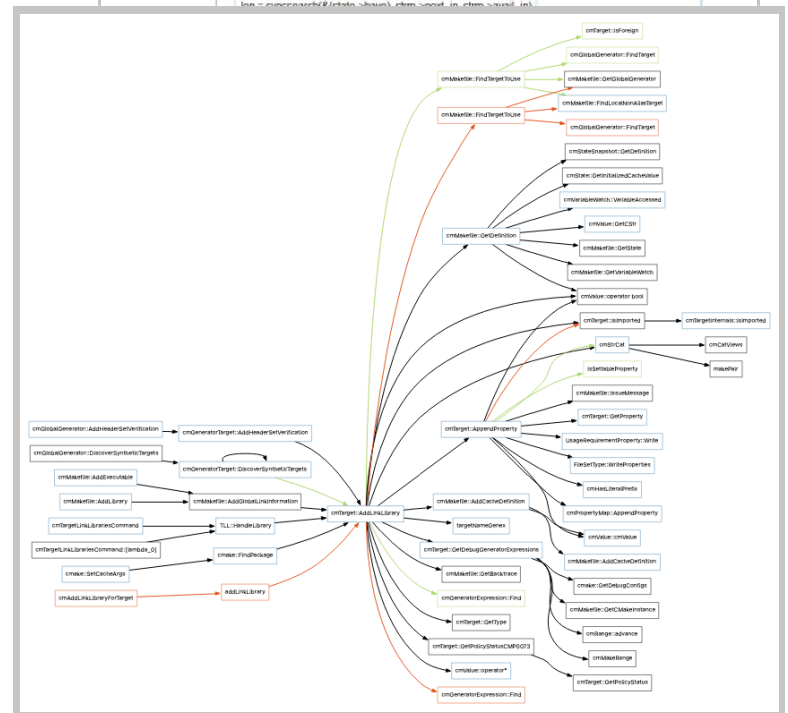 cmTarget::isForeign
cmGlobalGenerator::FindTarget
cmMakefile::FindTargetToUse
cmMakefile::GetGlobalGenerator
cmMakefile::FindLocalNonAliasTarget
cmMakefile::FindTargetToUse
cmGlobalGenerator::FindTarget
cmStateSnapshot::GetDefinition
cmState::GetInitializedCacheValue
cmVariableWatch::VariableAccessed
cmValue::GetCStr
cmMakefile::GetDefinition
cmMakefile::GetState
cmMakefile::GetVariableWatch
cmValue::operator bool
cmTarget::isImported
cmTargetInternals::isImported
cmStrCat
cmCatViews
makePair
isSettableProperty
cmMakefile::IssueMessage
cmTarget::GetProperty
cmTarget::AppendProperty
UsageRequirementProperty::Write
FileSetType::WriteProperties
cmHasLiteralPrefix
cmPropertyMap::AppendProperty
cmGlobalGenerator::AddHeaderSetVerification
cmGeneratorTarget::AddHeaderSetVerification
cmGlobalGenerator::DiscoverSyntheticTargets
cmGeneratorTarget::DiscoverSyntheticTargets
cmMakefile::AddExecutable
cmMakefile::AddLibrary
cmMakefile::AddGlobalLinkInformation
cmTarget::AddLinkLibrary
cmTargetLinkLibrariesCommand
TLL::HandleLibrary
cmTargetLinkLibrariesCommand::[lambda_0]
cmake::FindPackage
cmake::SetCacheArgs
cmAddLinkLibraryForTarget
addLinkLibrary
cmMakefile::AddCacheDefinition
targetNameGenex
cmValue::cmValue
cmTarget::GetDebugGeneratorExpressions
cmMakefile::AddCacheDefinition
cmMakefile::GetBacktrace
cmake::GetDebugConfigs
cmGeneratorExpression::Find
cmMakefile::GetCMakeInstance
cmTarget::GetType
cmRange::advance
cmTarget::GetPolicyStatusCMP0073
cmMakeRange
cmValue::operator*
cmTarget::GetPolicyStatus
cmGeneratorExpression::Find